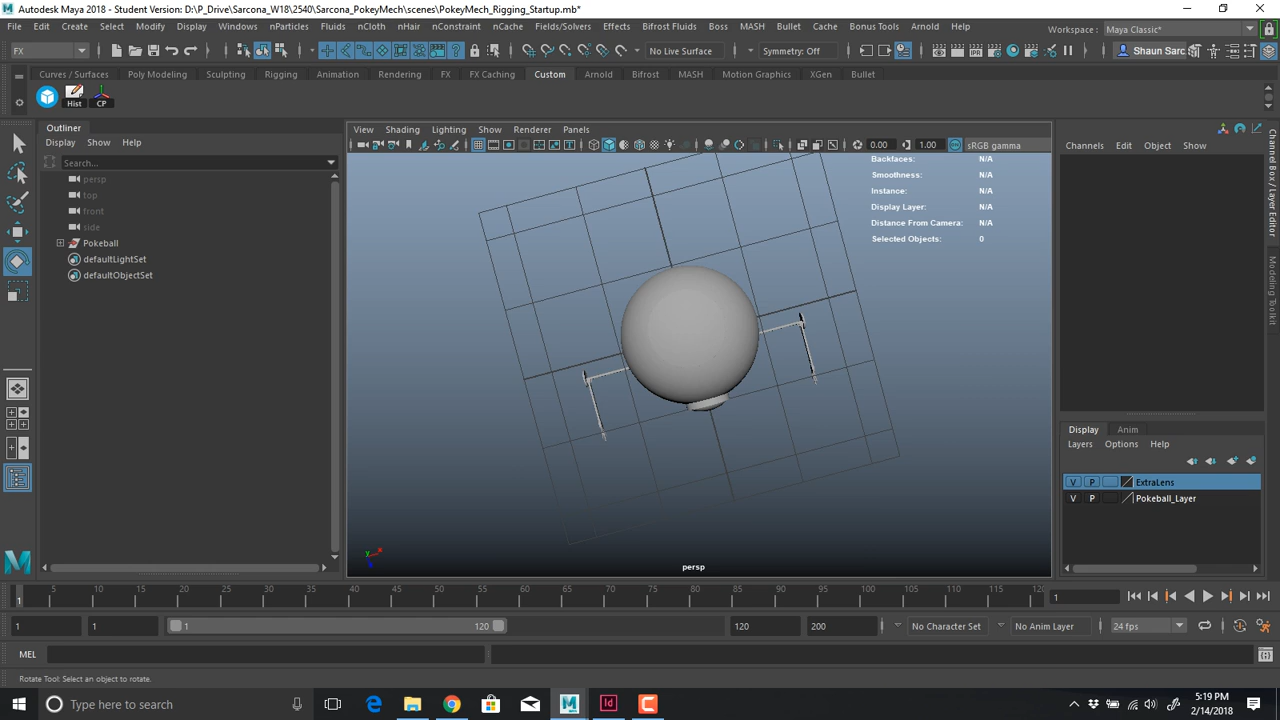 Autodesk Maya 2018 - Student Version: D:\P_Drive\Sarcona_W18\2540\Sarcona_PokeyMech\scenes\PokeyMech_Rigging_Startup.mb*
File Edit Create Select Modify Display Windows nParticles Fluids nCloth nHair nConstraint nCache Fields/Solvers Effects Bifrost Fluids Boss MASH Bullet Cache Bonus Tools Arnold Help
Workspace: Maya Classic*
FX
No Live Surface
Symmetry: Off
Shaun Sarc
Curves / Surfaces Poly Modeling Sculpting Rigging Animation Rendering FX FX Caching Custom Arnold Bifrost MASH Motion Graphics XGen Bullet
Hist CP
Outliner
Display Show Help
Search...
persp
top
front
side
Pokeball
defaultLightSet
defaultObjectSet
View Shading Lighting Show Renderer Panels
0.00 1.00 sRGB gamma
Backfaces: N/A
Smoothness: N/A
Instance: N/A
Display Layer: N/A
Distance From Camera: N/A
Selected Objects: 0
y x
persp
Channels Edit Object Show
Channel Box / Layer Editor
Modeling Toolkit
Display Anim
Layers Options Help
V P ExtraLens
V P Pokeball_Layer
1 5 10 15 20 25 30 35 40 45 50 55 60 65 70 75 80 85 90 95 100 105 110 115 120
1
1 1 1 120 120 200 No Character Set No Anim Layer 24 fps
MEL
Rotate Tool: Select an object to rotate.
Type here to search
Id
5:19 PM
2/14/2018